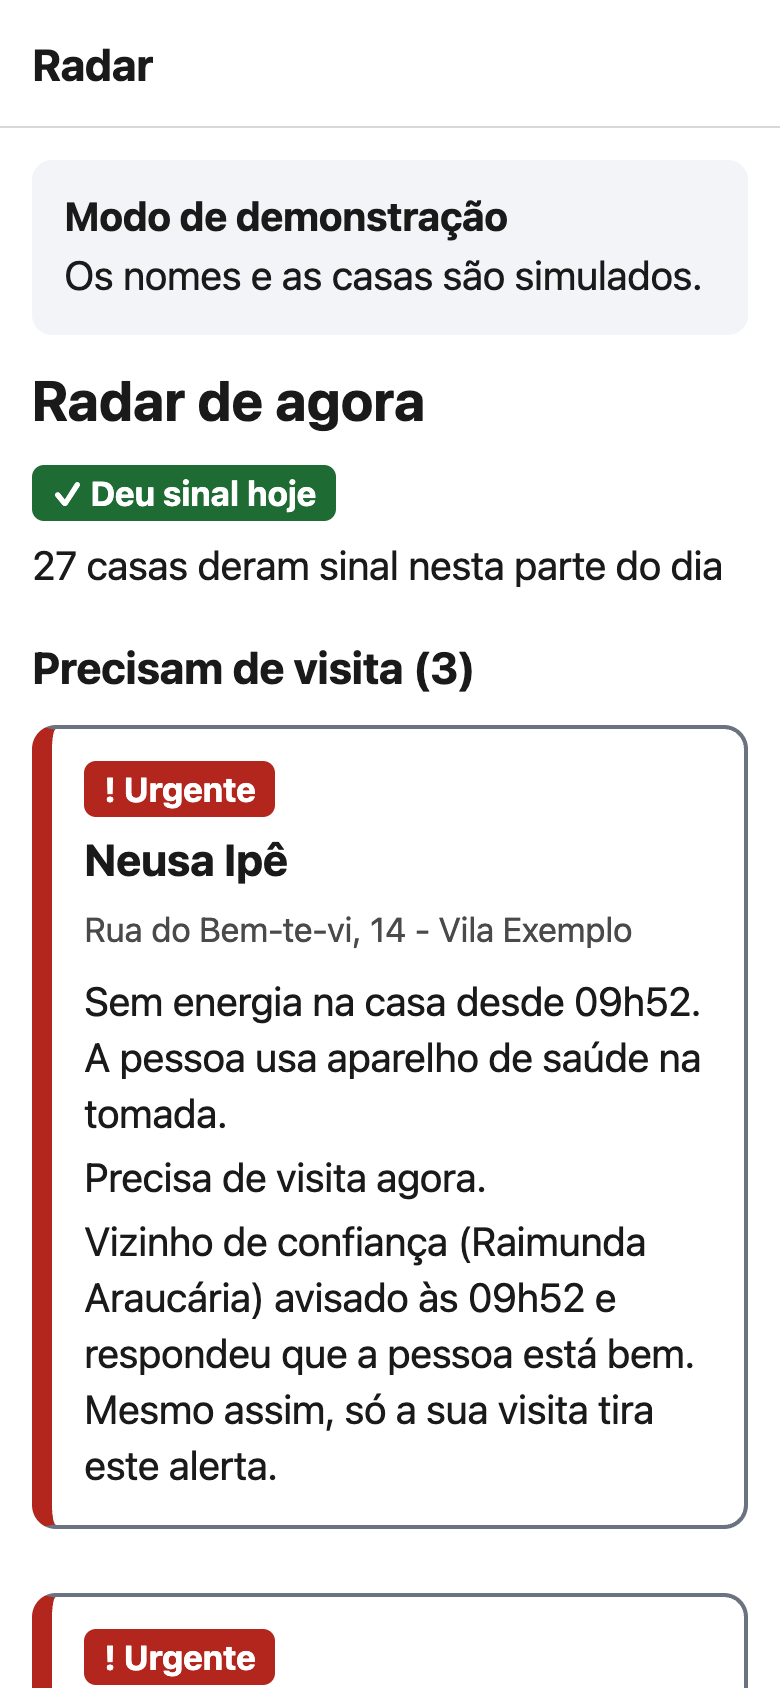 Radar
Modo de demonstração
Os nomes e as casas são simulados.
Radar de agora
✓ Deu sinal hoje
27 casas deram sinal nesta parte do dia
Precisam de visita (3)
! Urgente
Neusa Ipê
Rua do Bem-te-vi, 14 - Vila Exemplo
Sem energia na casa desde 09h52.
A pessoa usa aparelho de saúde na
tomada.
Precisa de visita agora.
Vizinho de confiança (Raimunda
Araucária) avisado às 09h52 e
respondeu que a pessoa está bem.
Mesmo assim, só a sua visita tira
este alerta.
! Urgente